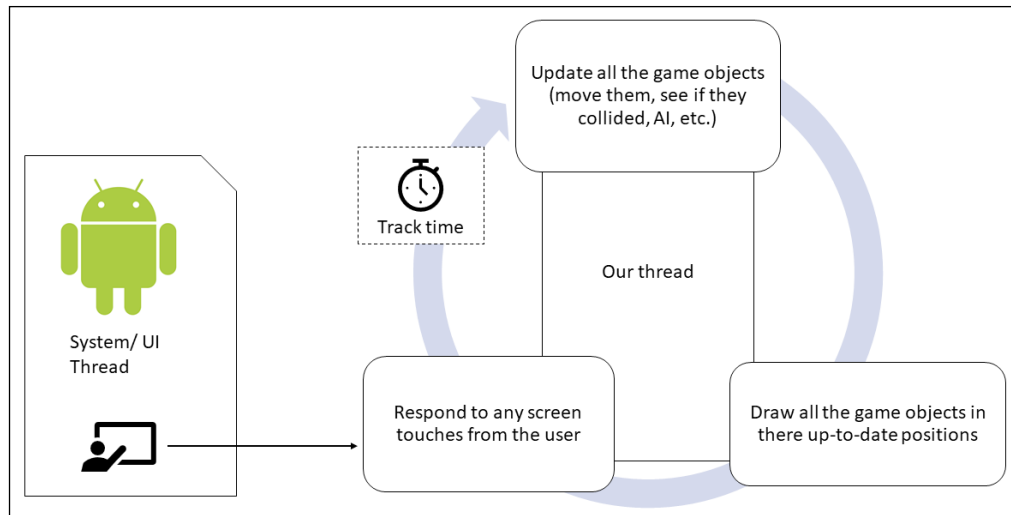 Update all the game objects
(move them, see if they
collided, AI, etc.)
Track time
Our thread
System/ UI
Thread
Respond to any screen
touches from the user
Draw all the game objects in
there up-to-date positions